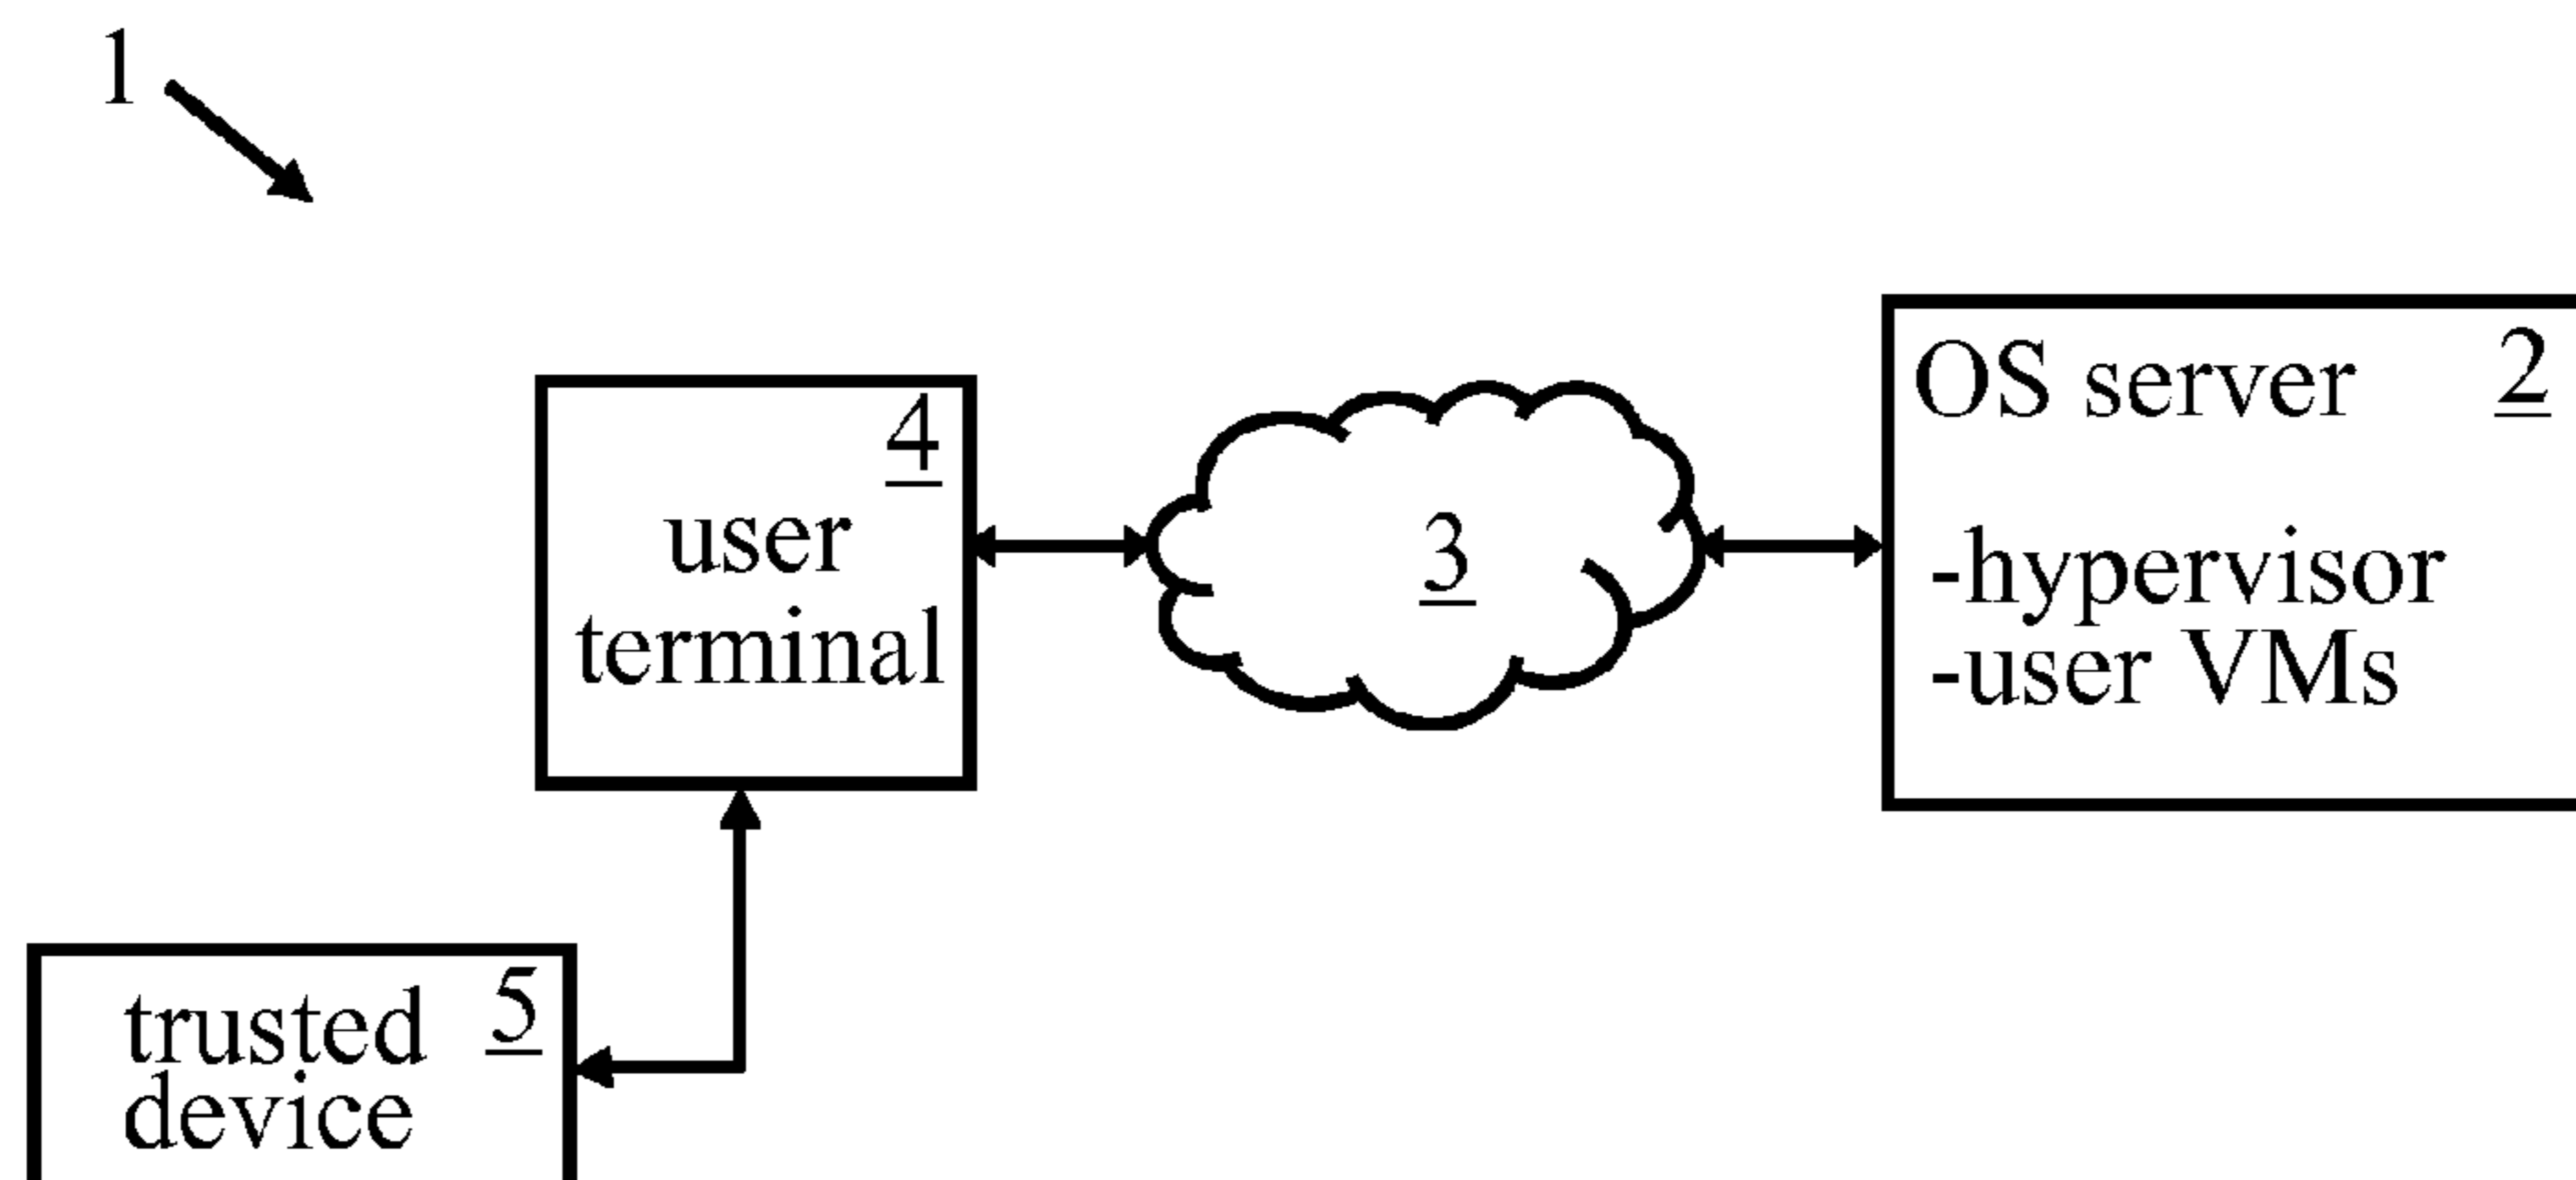 1
OS server 2
-hypervisor
-user VMs
4
user
terminal
3
trusted 5
device